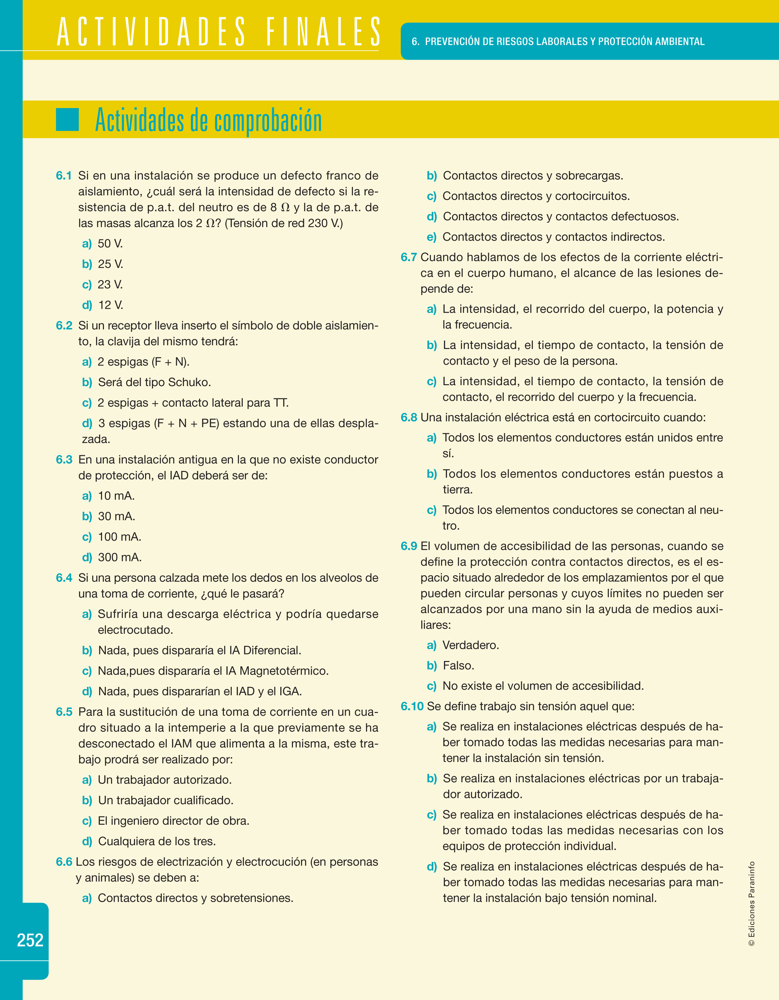 ACTIVIDADES FINALES
6. PREVENCIÓN DE RIESGOS LABORALES Y PROTECCIÓN AMBIENTAL
Actividades de comprobación
6.1 Si en una instalación se produce un defecto franco de
aislamiento, ¿cuál será la intensidad de defecto si la re-
sistencia de p.a.t. del neutro es de 8 Ω y la de p.a.t. de
las masas alcanza los 2 Ω? (Tensión de red 230 V.)
a) 50 V.
b) 25 V.
c) 23 V.
d) 12 V.
6.2 Si un receptor lleva inserto el símbolo de doble aislamien-
to, la clavija del mismo tendrá:
a) 2 espigas (F + N).
b) Será del tipo Schuko.
c) 2 espigas + contacto lateral para TT.
d) 3 espigas (F + N + PE) estando una de ellas despla-
zada.
6.3 En una instalación antigua en la que no existe conductor
de protección, el IAD deberá ser de:
a) 10 mA.
b) 30 mA.
c) 100 mA.
d) 300 mA.
6.4 Si una persona calzada mete los dedos en los alveolos de
una toma de corriente, ¿qué le pasará?
a) Sufriría una descarga eléctrica y podría quedarse
electrocutado.
b) Nada, pues dispararía el IA Diferencial.
c) Nada,pues dispararía el IA Magnetotérmico.
d) Nada, pues dispararían el IAD y el IGA.
6.5 Para la sustitución de una toma de corriente en un cua-
dro situado a la intemperie a la que previamente se ha
desconectado el IAM que alimenta a la misma, este tra-
bajo prodrá ser realizado por:
a) Un trabajador autorizado.
b) Un trabajador cualificado.
c) El ingeniero director de obra.
d) Cualquiera de los tres.
6.6 Los riesgos de electrización y electrocución (en personas
y animales) se deben a:
a) Contactos directos y sobretensiones.
b) Contactos directos y sobrecargas.
c) Contactos directos y cortocircuitos.
d) Contactos directos y contactos defectuosos.
e) Contactos directos y contactos indirectos.
6.7 Cuando hablamos de los efectos de la corriente eléctri-
ca en el cuerpo humano, el alcance de las lesiones de-
pende de:
a) La intensidad, el recorrido del cuerpo, la potencia y
la frecuencia.
b) La intensidad, el tiempo de contacto, la tensión de
contacto y el peso de la persona.
c) La intensidad, el tiempo de contacto, la tensión de
contacto, el recorrido del cuerpo y la frecuencia.
6.8 Una instalación eléctrica está en cortocircuito cuando:
a) Todos los elementos conductores están unidos entre
sí.
b) Todos los elementos conductores están puestos a
tierra.
c) Todos los elementos conductores se conectan al neu-
tro.
6.9 El volumen de accesibilidad de las personas, cuando se
define la protección contra contactos directos, es el es-
pacio situado alrededor de los emplazamientos por el que
pueden circular personas y cuyos límites no pueden ser
alcanzados por una mano sin la ayuda de medios auxi-
liares:
a) Verdadero.
b) Falso.
c) No existe el volumen de accesibilidad.
6.10 Se define trabajo sin tensión aquel que:
a) Se realiza en instalaciones eléctricas después de ha-
ber tomado todas las medidas necesarias para man-
tener la instalación sin tensión.
b) Se realiza en instalaciones eléctricas por un trabaja-
dor autorizado.
c) Se realiza en instalaciones eléctricas después de ha-
ber tomado todas las medidas necesarias con los
equipos de protección individual.
d) Se realiza en instalaciones eléctricas después de ha-
ber tomado todas las medidas necesarias para man-
tener la instalación bajo tensión nominal.
© Ediciones Paraninfo
252